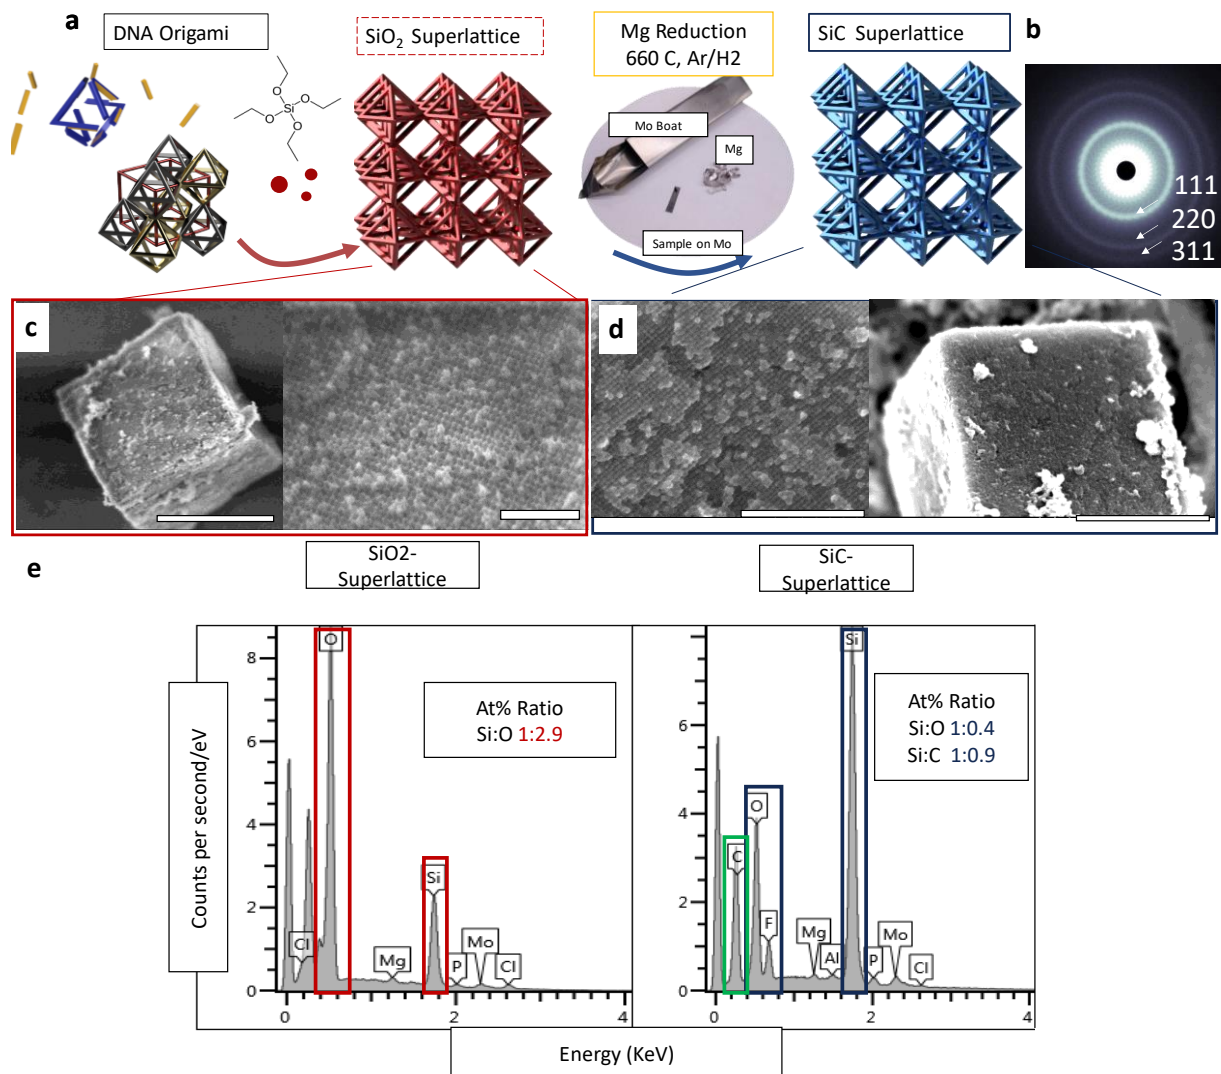 a
DNA Origami
SiO2 Superlattice
Mg Reduction
660 C, Ar/H2
SiC Superlattice
b
O
O
Si
O
O
Mo Boat
Mg
Sample on Mo
111
220
311
c
d
e
SiO2-
Superlattice
SiC-
Superlattice
Counts per second/eV
8
6
4
2
0
O
Cl
Mg
Si
P
Mo
Cl
At% Ratio
Si:O 1:2.9
0
2
4
6
4
2
0
C
O
F
Mg
Al
Si
P
Mo
Cl
At% Ratio
Si:O 1:0.4
Si:C 1:0.9
0
2
4
Energy (KeV)